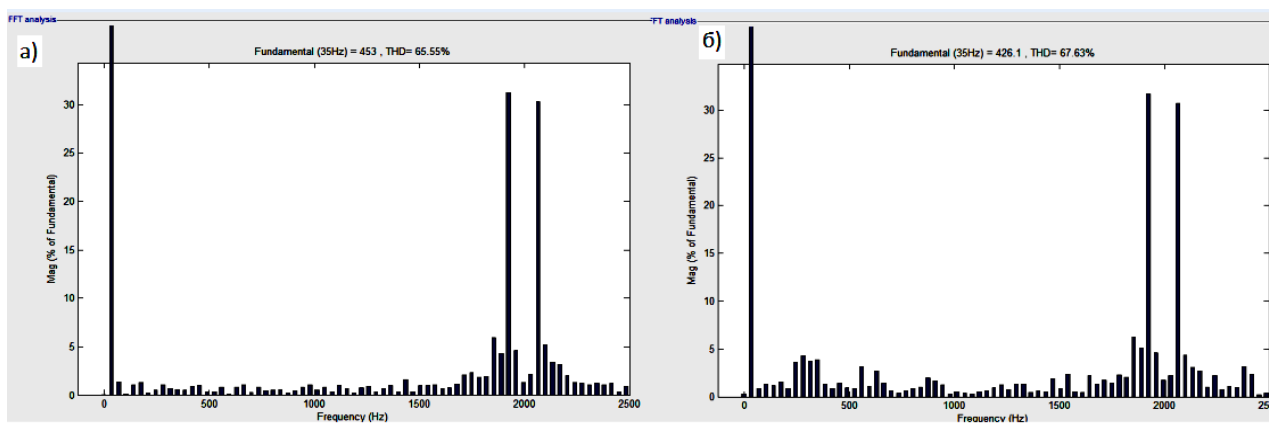 FFT analysis
а)
Fundamental (35Hz) = 453 , THD= 65.55%
Mag (% of Fundamental)
30
25
20
15
10
5
0
0 500 1000 1500 2000 2500
Frequency (Hz)
FFT analysis
б)
Fundamental (35Hz) = 426.1 , THD= 67.63%
Mag (% of Fundamental)
30
25
20
15
10
5
0
0 500 1000 1500 2000
Frequency (Hz)